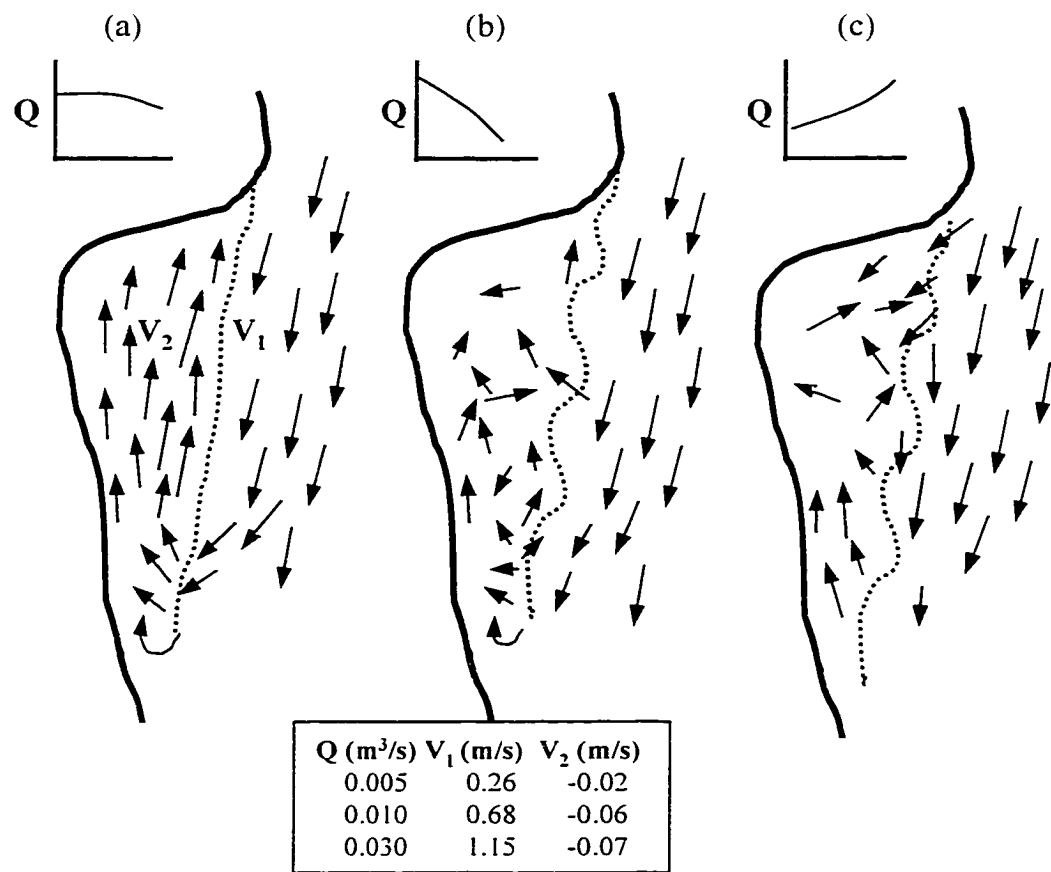 (a) (b) (c)
Q Q Q
V₂ V₁
Q (m³/s) V₁ (m/s) V₂ (m/s)
0.005 0.26 -0.02
0.010 0.68 -0.06
0.030 1.15 -0.07